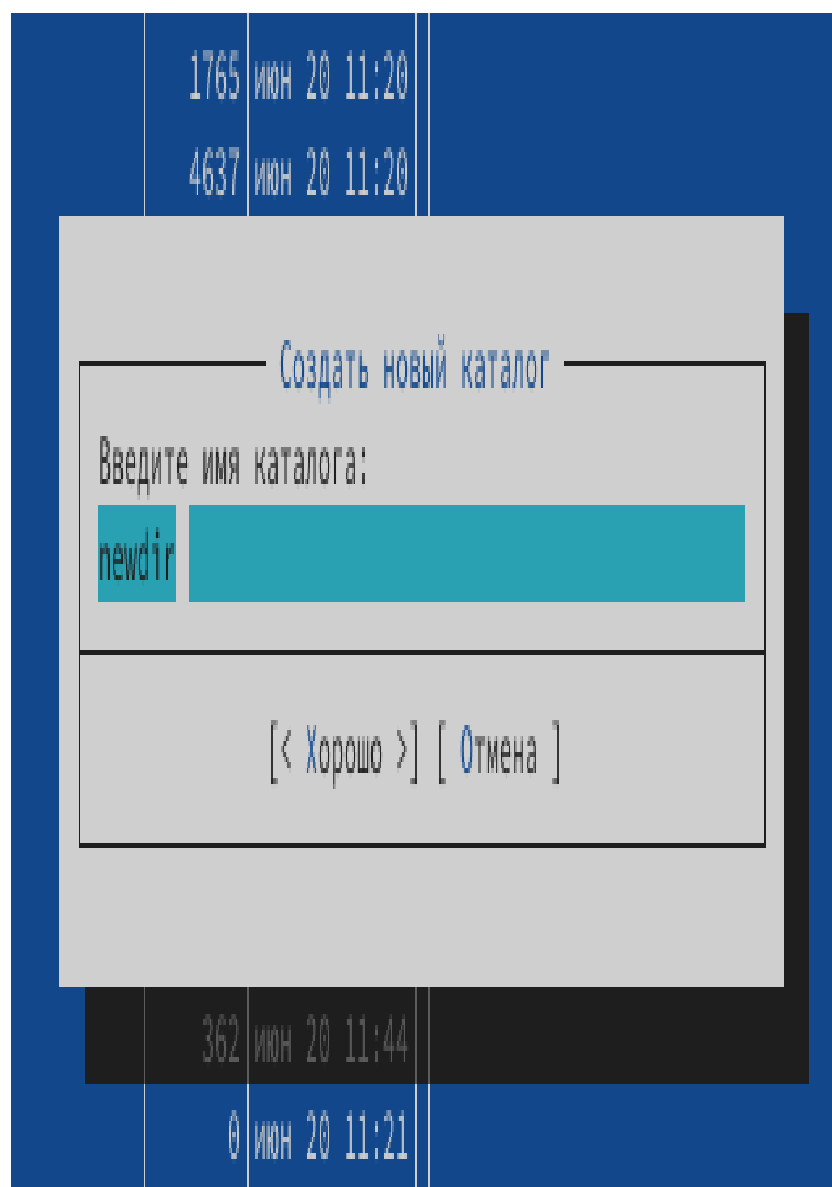 1765 июн 20 11:20
4637 июн 20 11:20
Создать новый каталог
Введите имя каталога:
newdir
[< Хорошо >] [ Отмена ]
362 июн 20 11:44
0 июн 20 11:21